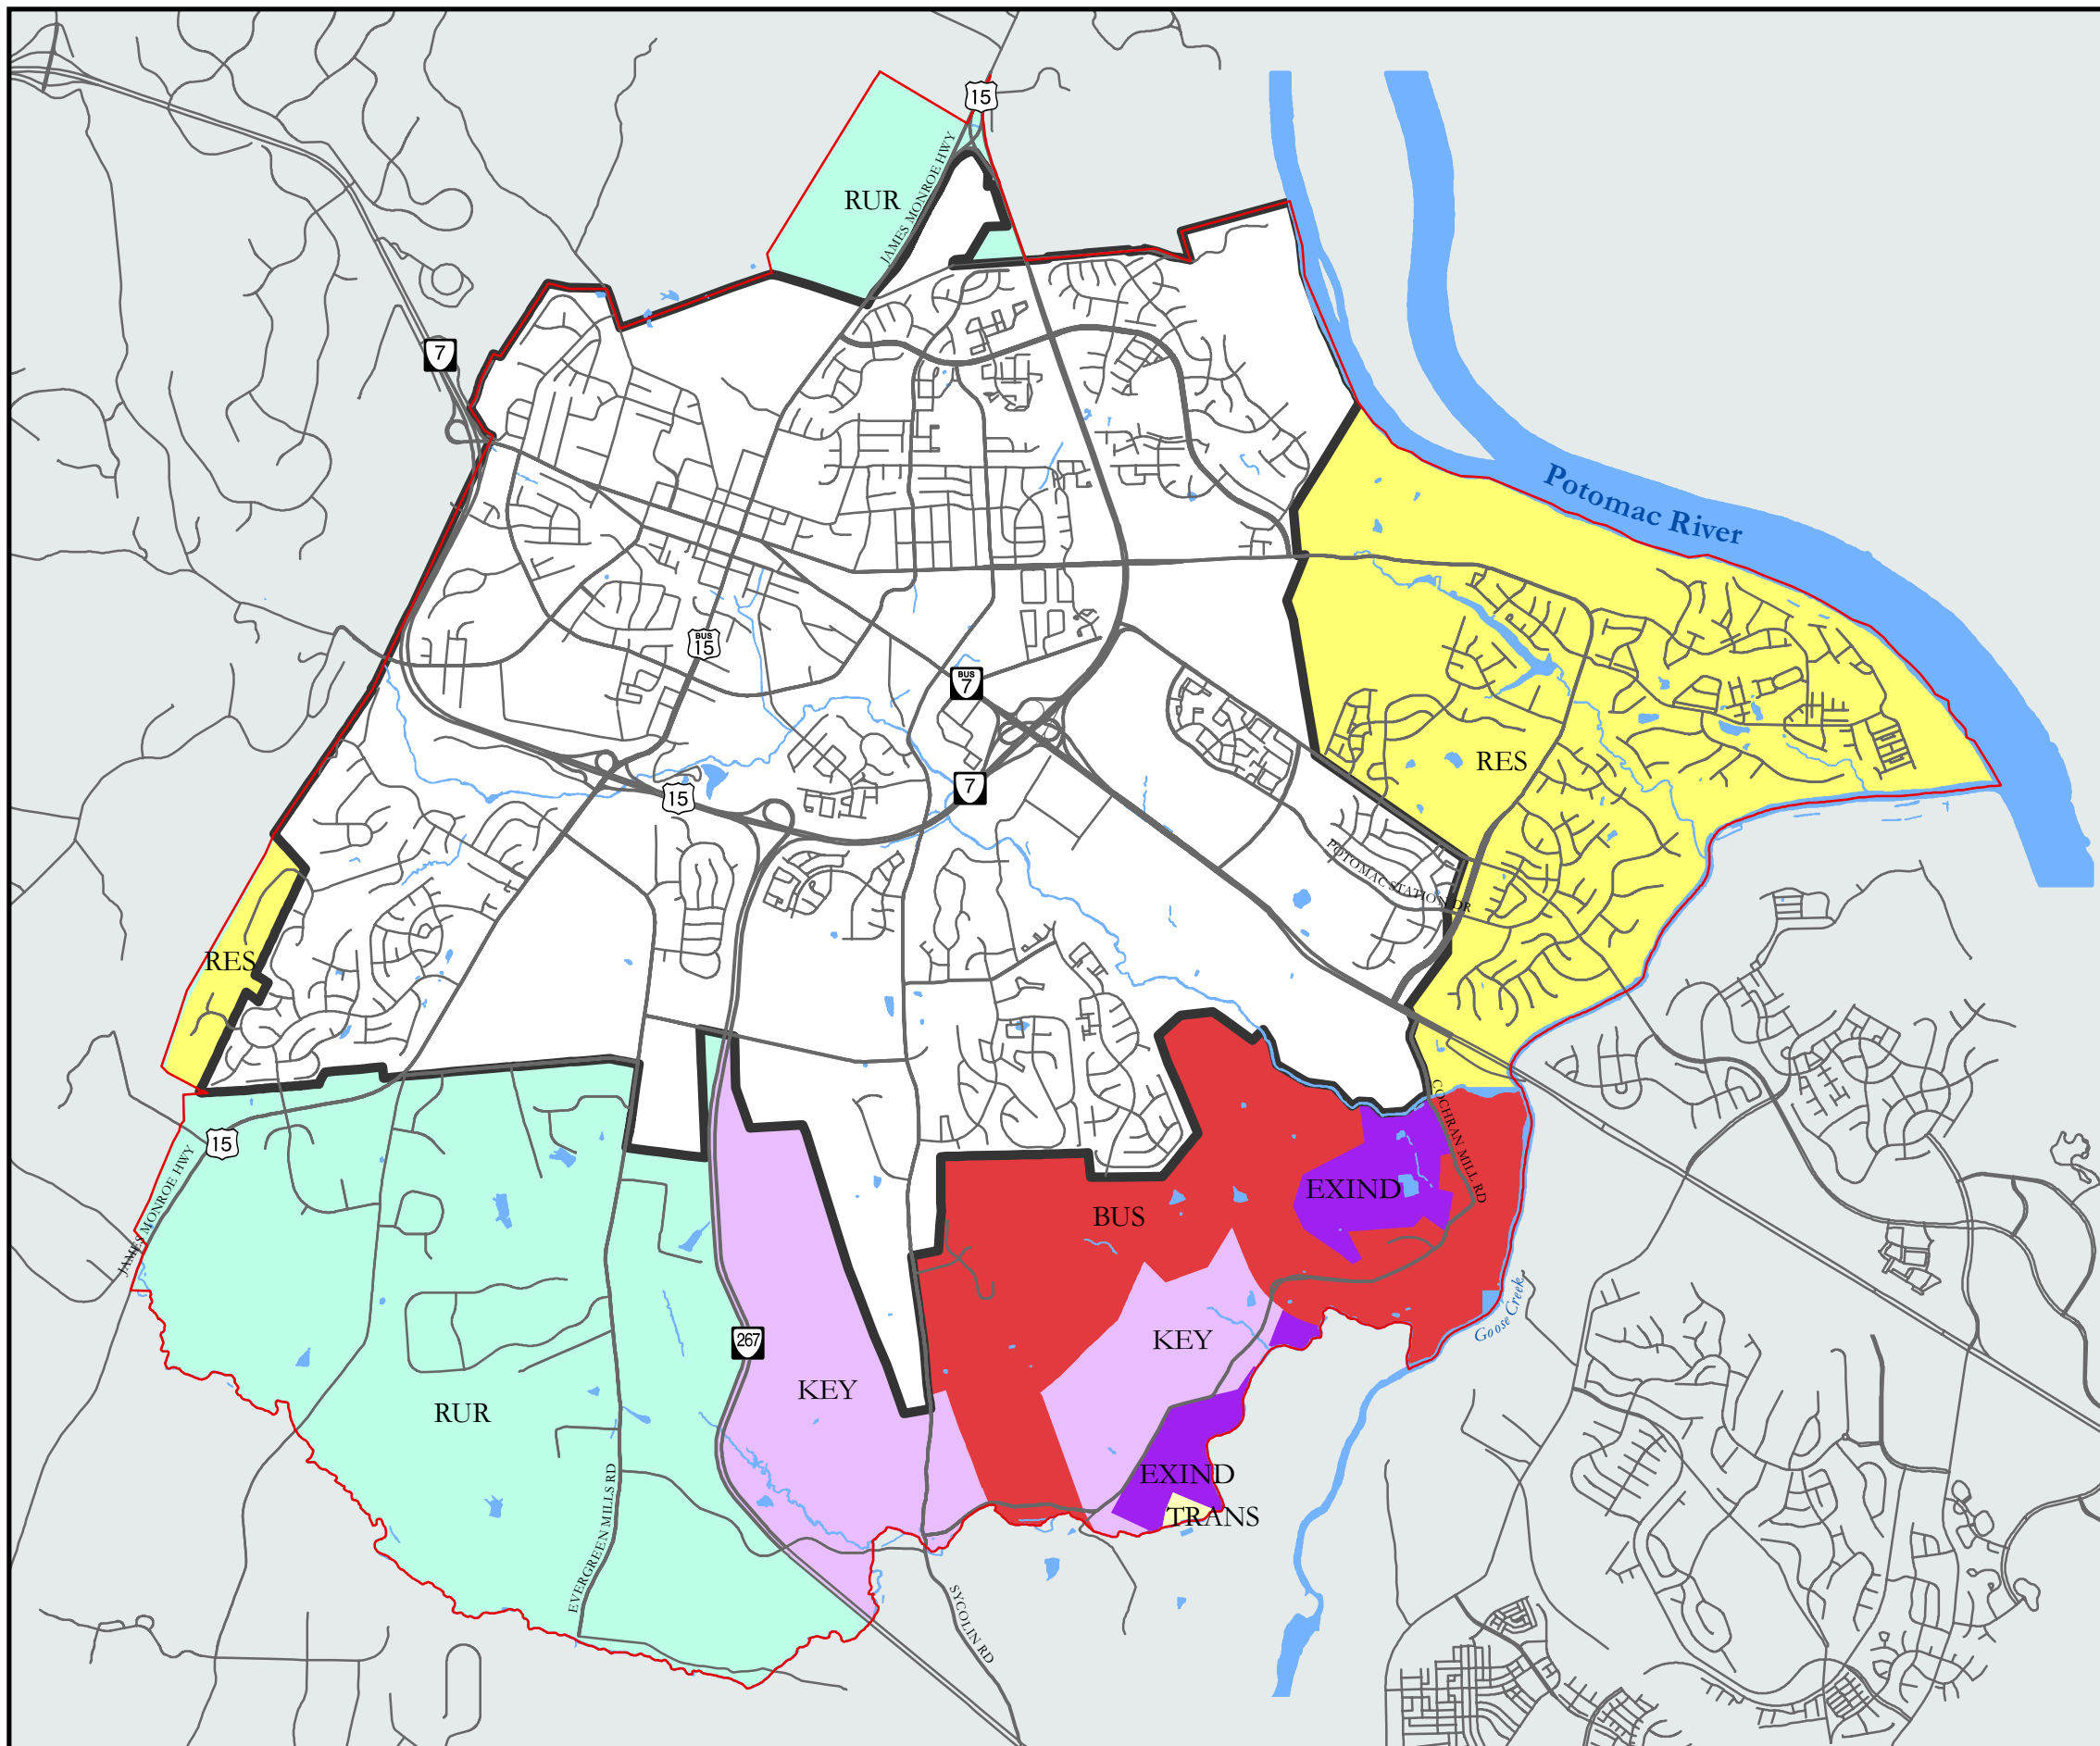 15
JAMES MONROE HWY
RUR
7
Potomac River
BUS
15
BUS
7
RES
7
15
POTOMAC STATION DR
RES
COCHRAN MILL RD
15
JAMES MONROE HWY
EXIND
BUS
Goose Creek
267
KEY
KEY
RUR
EXIND
TRANS
EVERGREEN MILLS RD
SYCOLIN RD